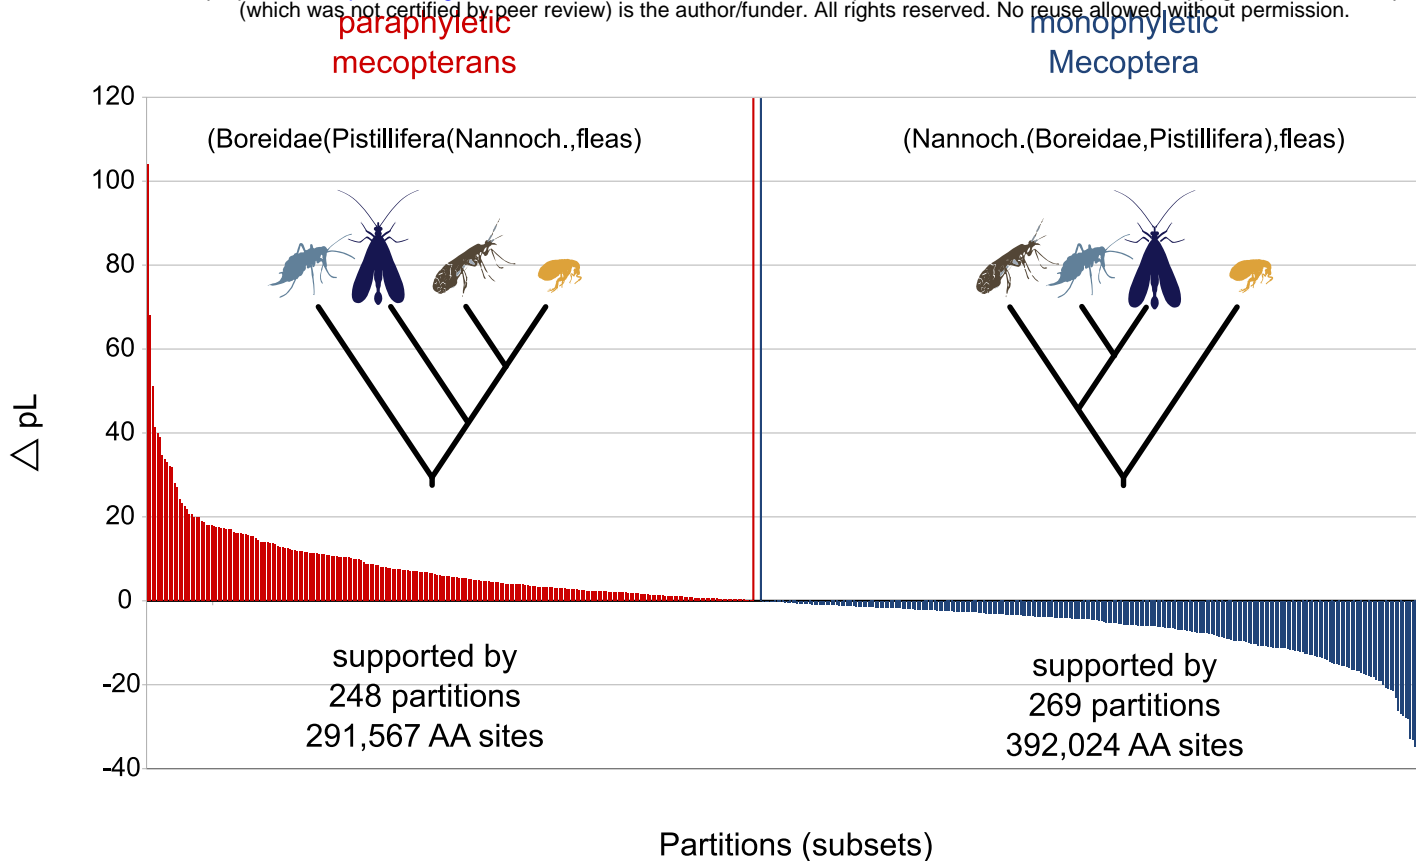 (which was not certified by peer review) is the author/funder. All rights reserved. No reuse allowed without permission.
paraphyletic
mecopterans
monophyletic
Mecoptera
120
100
80
60
40
20
0
-20
-40
△ pL
(Boreidae(Pistillifera(Nannoch.,fleas)
(Nannoch.(Boreidae,Pistillifera),fleas)
supported by
248 partitions
291,567 AA sites
supported by
269 partitions
392,024 AA sites
Partitions (subsets)